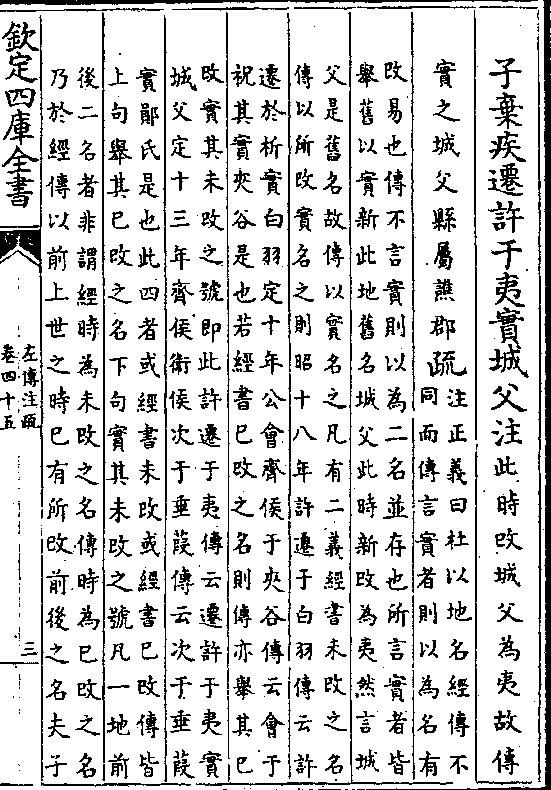 子棄疾遷許于夷實城父注此時改城父為夷故傳
實之城父縣屬譙郡疏
注正義曰杜以地名經傳不
同而傳言實者則以為名有
改易也傳不言實則以為二名並存也所言實者皆
舉舊以實新此地舊名城父此時新改為夷然言城
父是舊名故傳以實名之凡有二義經書未改之名
傳以所改實名之則昭十八年許遷于白羽傳云許
遷於析實白羽定十年公會齊侯于夾谷傳云會于
祝其實夾谷是也若經書已改之名則傳亦舉其已
改實其未改之號即此許遷于夷傳云遷許于夷實
城父定十三年齊侯衛侯次于垂葭傳云次于垂葭
實郹氏是也此四者或經書未改或經書已改傳皆
上句舉其已改之名下句實其未改之號凡一地前
後二名者非謂經時為未改之名傳時為已改之名
乃於經傳以前上世之時已有所改前後之名夫子
欽定四庫全書
左傳注疏
卷四十五
三